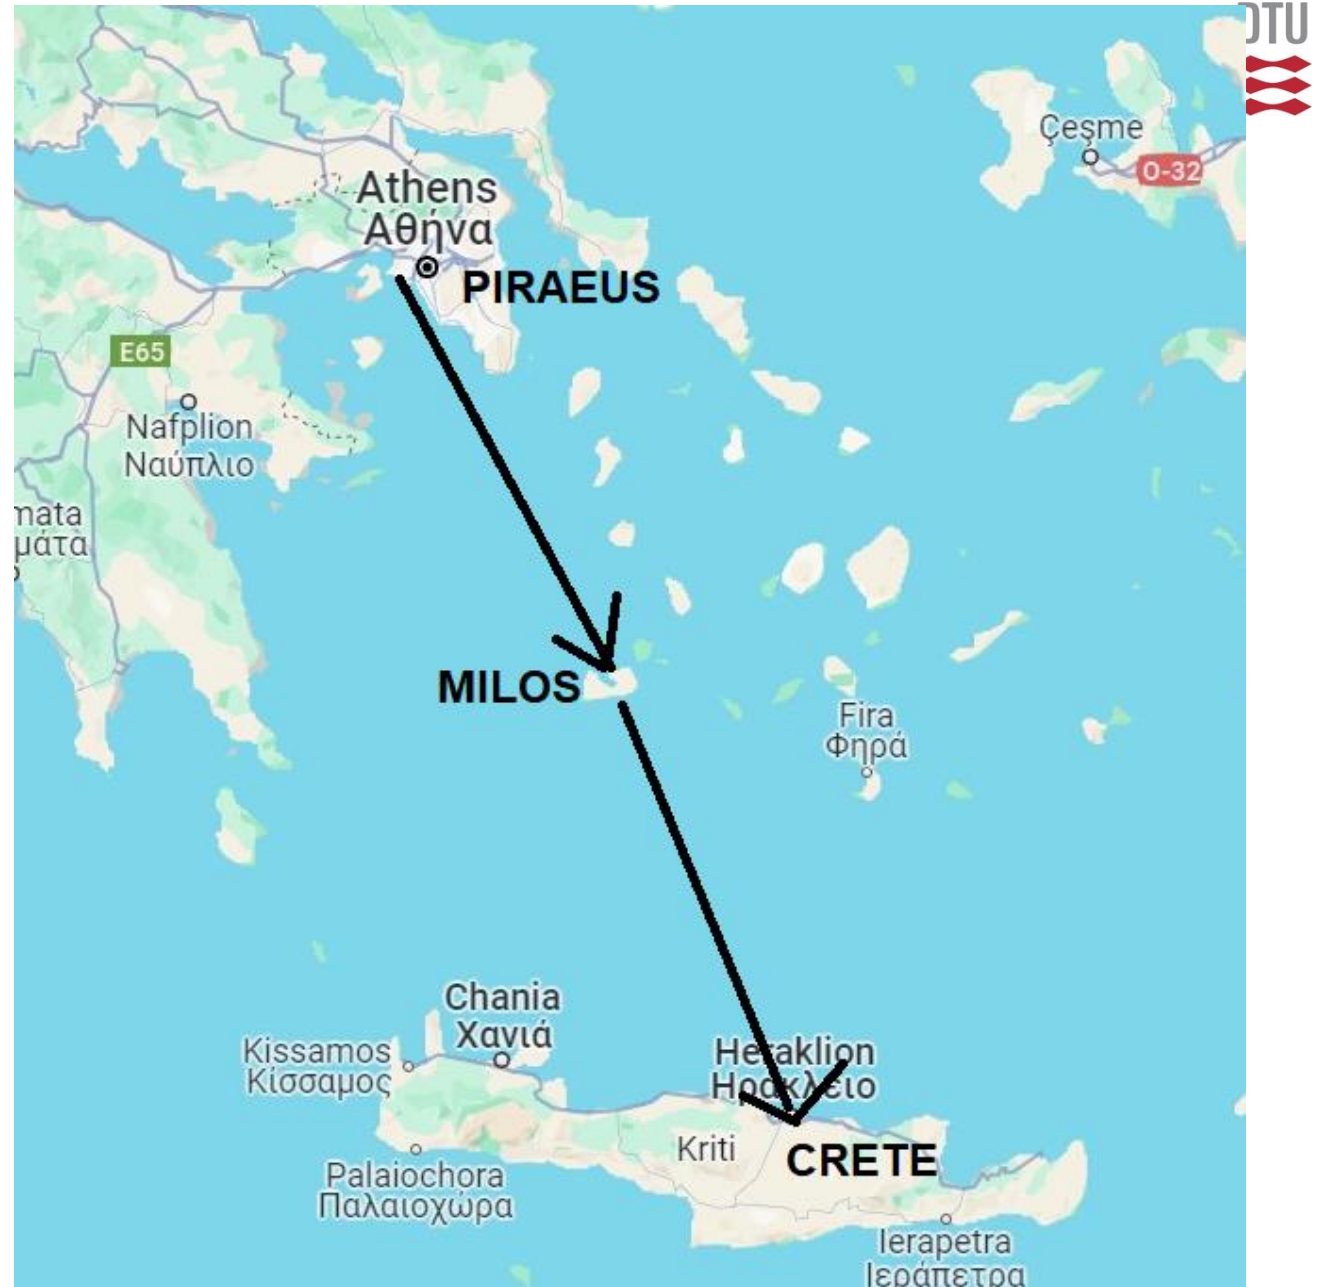 DTU
Çeşme
O-32
Athens
Αθήνα
PIRAEUS
E65
Nafplion
Ναύπλιο
mata
μάτα
MILOS
Fira
Φηρά
Chania
Χανιά
Kissamos
Κίσσαμος
Heraklion
Ηράκλειο
Kriti
CRETE
Palaiochora
Παλαιοχώρα
Ierapetra
Ιεράπετρα